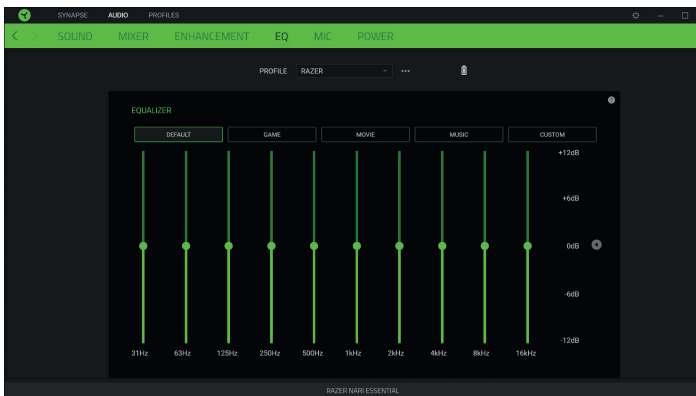 SYNAPSE AUDIO PROFILES
SOUND MIXER ENHANCEMENT EQ MIC POWER
PROFILE RAZER
EQUALIZER
DEFAULT GAME MOVIE MUSIC CUSTOM
+12dB
+6dB
0dB
-6dB
-12dB
31Hz 63Hz 125Hz 250Hz 500Hz 1kHz 2kHz 4kHz 8kHz 16kHz
RAZER NARI ESSENTIAL